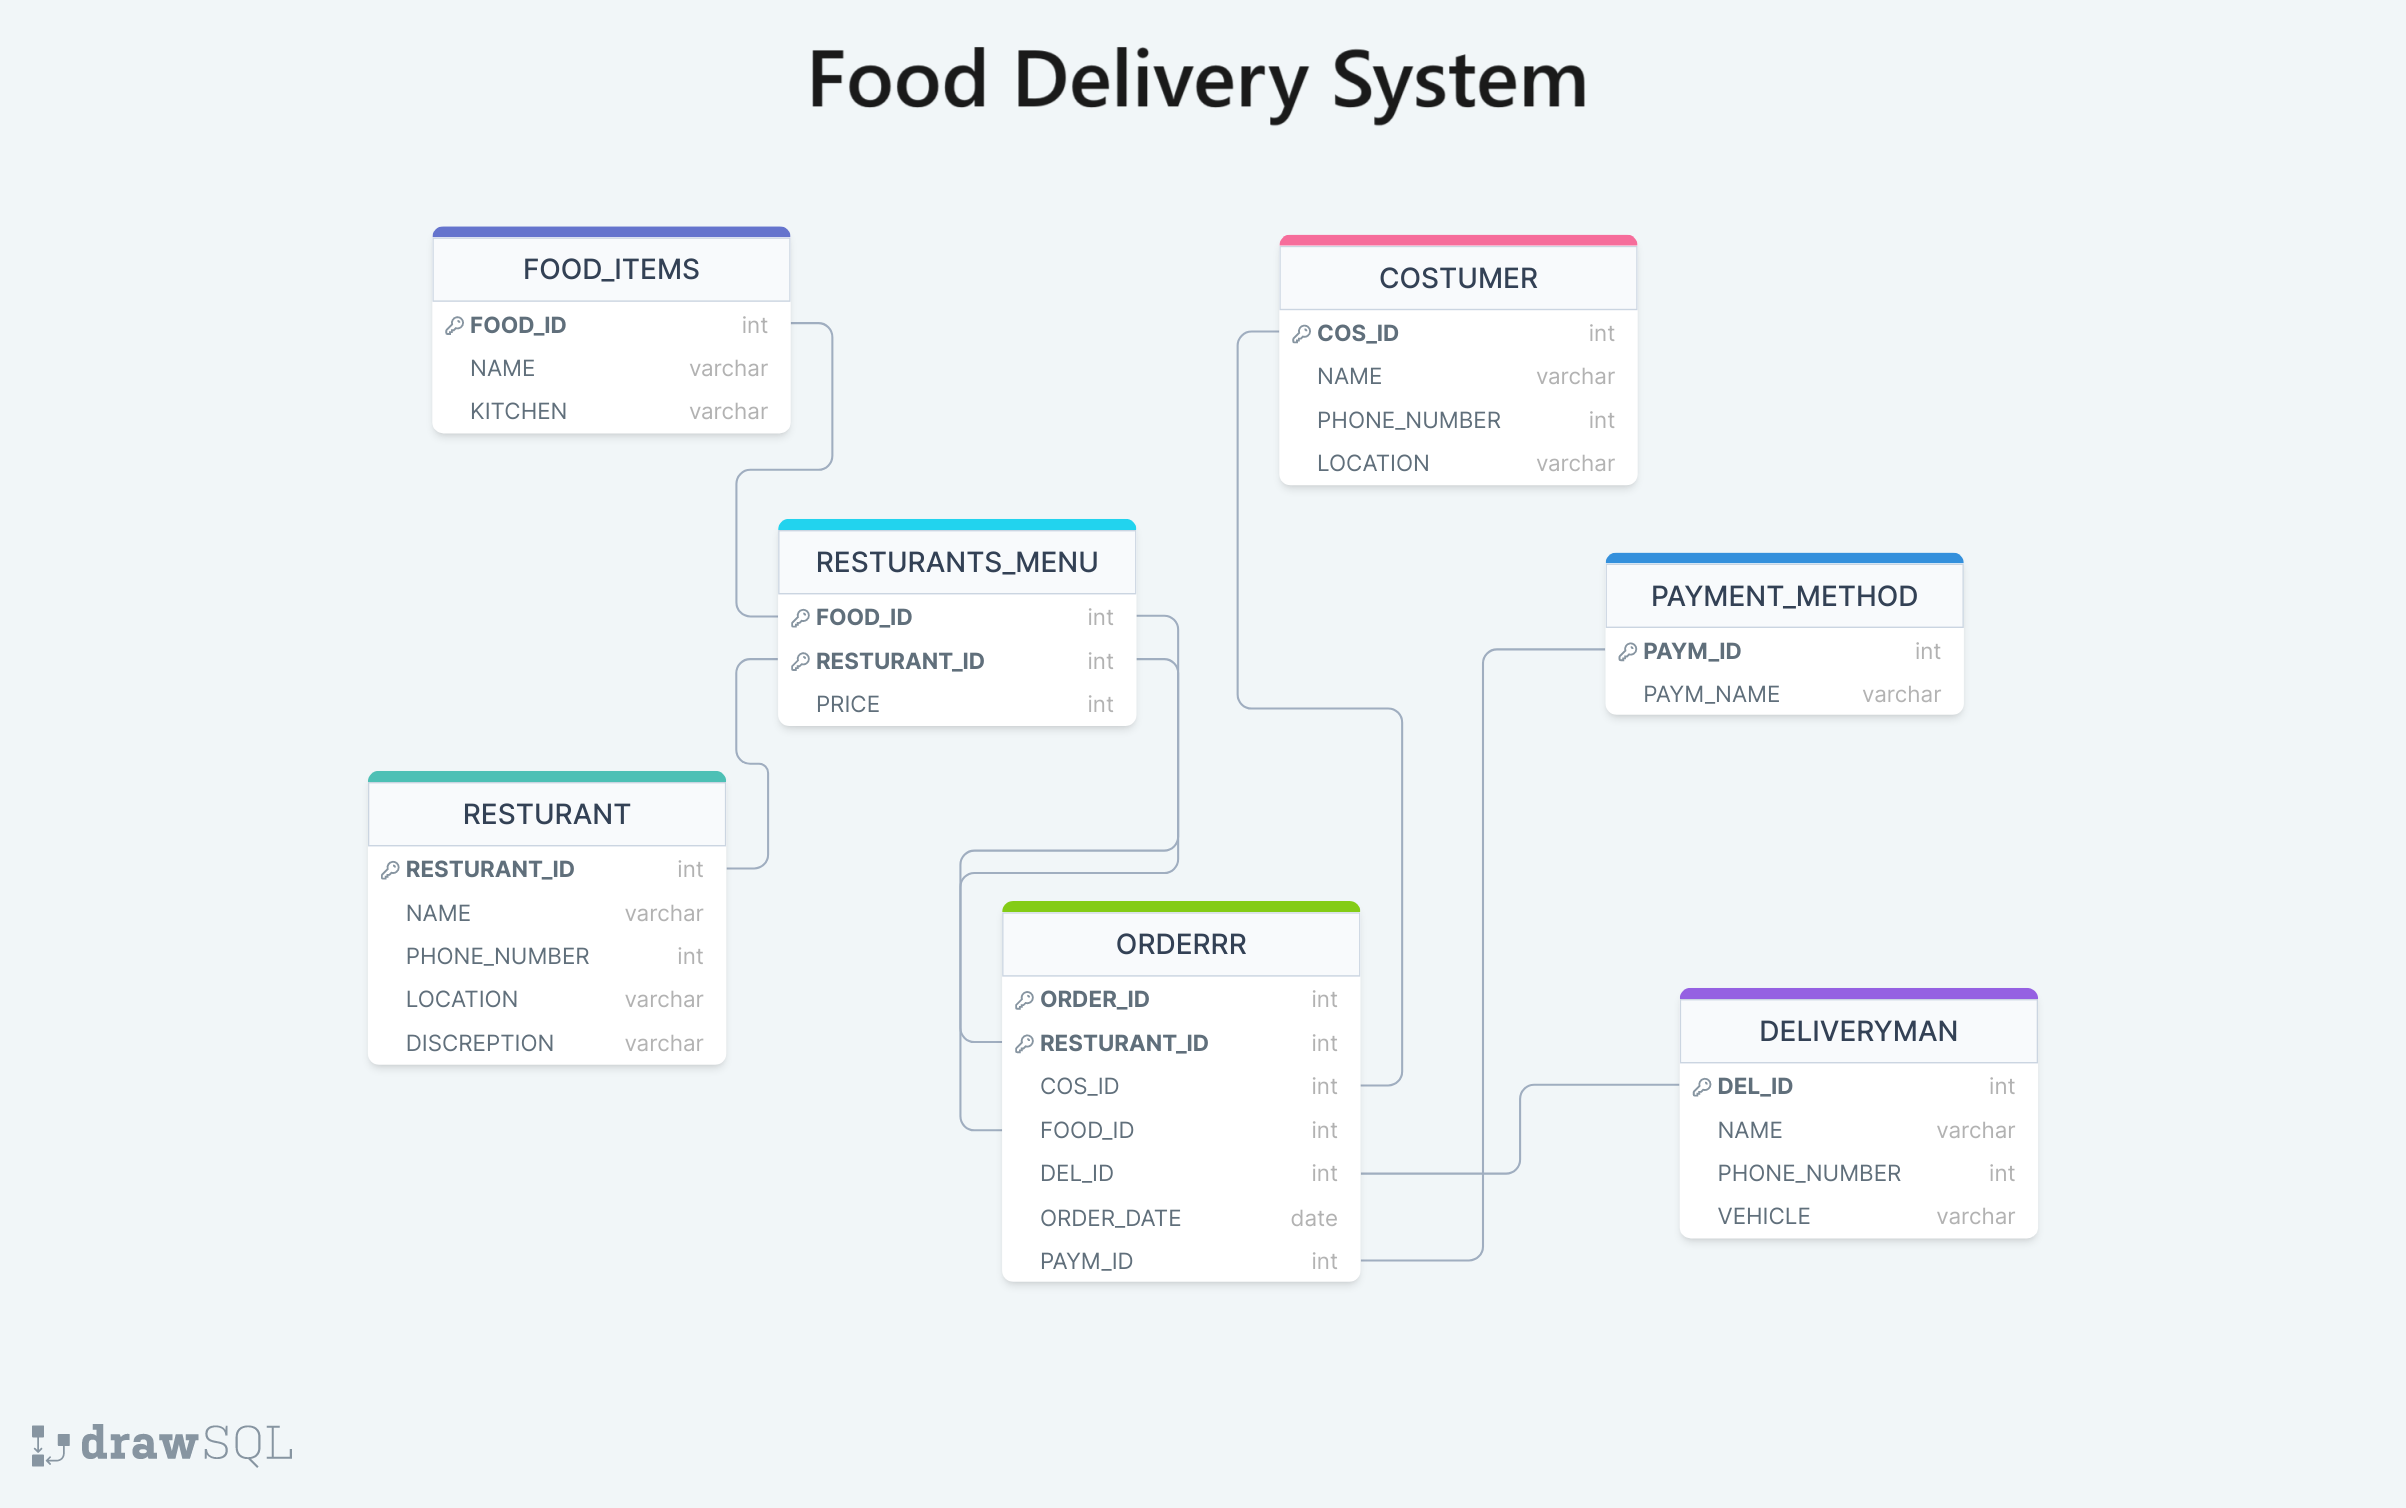 Food Delivery System
FOOD_ITEMS
FOOD_ID int
NAME varchar
KITCHEN varchar
COSTUMER
COS_ID int
NAME varchar
PHONE_NUMBER int
LOCATION varchar
RESTURANTS_MENU
FOOD_ID int
RESTURANT_ID int
PRICE int
PAYMENT_METHOD
PAYM_ID int
PAYM_NAME varchar
RESTURANT
RESTURANT_ID int
NAME varchar
PHONE_NUMBER int
LOCATION varchar
DISCREPTION varchar
ORDERRR
ORDER_ID int
RESTURANT_ID int
COS_ID int
FOOD_ID int
DEL_ID int
ORDER_DATE date
PAYM_ID int
DELIVERYMAN
DEL_ID int
NAME varchar
PHONE_NUMBER int
VEHICLE varchar
drawSQL